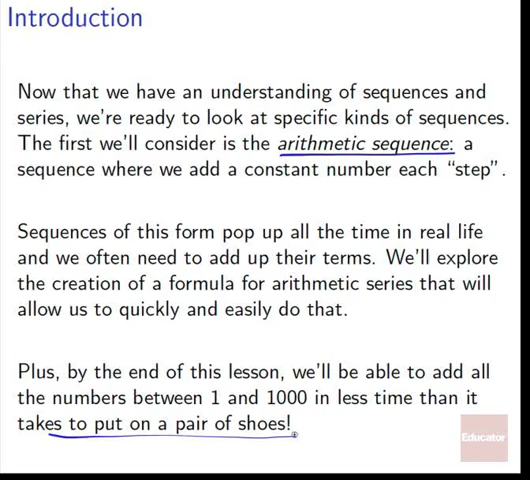 Introduction
Now that we have an understanding of sequences and
series, we're ready to look at specific kinds of sequences.
The first we'll consider is the arithmetic sequence: a
sequence where we add a constant number each “step”.
Sequences of this form pop up all the time in real life
and we often need to add up their terms. We'll explore
the creation of a formula for arithmetic series that will
allow us to quickly and easily do that.
Plus, by the end of this lesson, we'll be able to add all
the numbers between 1 and 1000 in less time than it
takes to put on a pair of shoes!
Educator